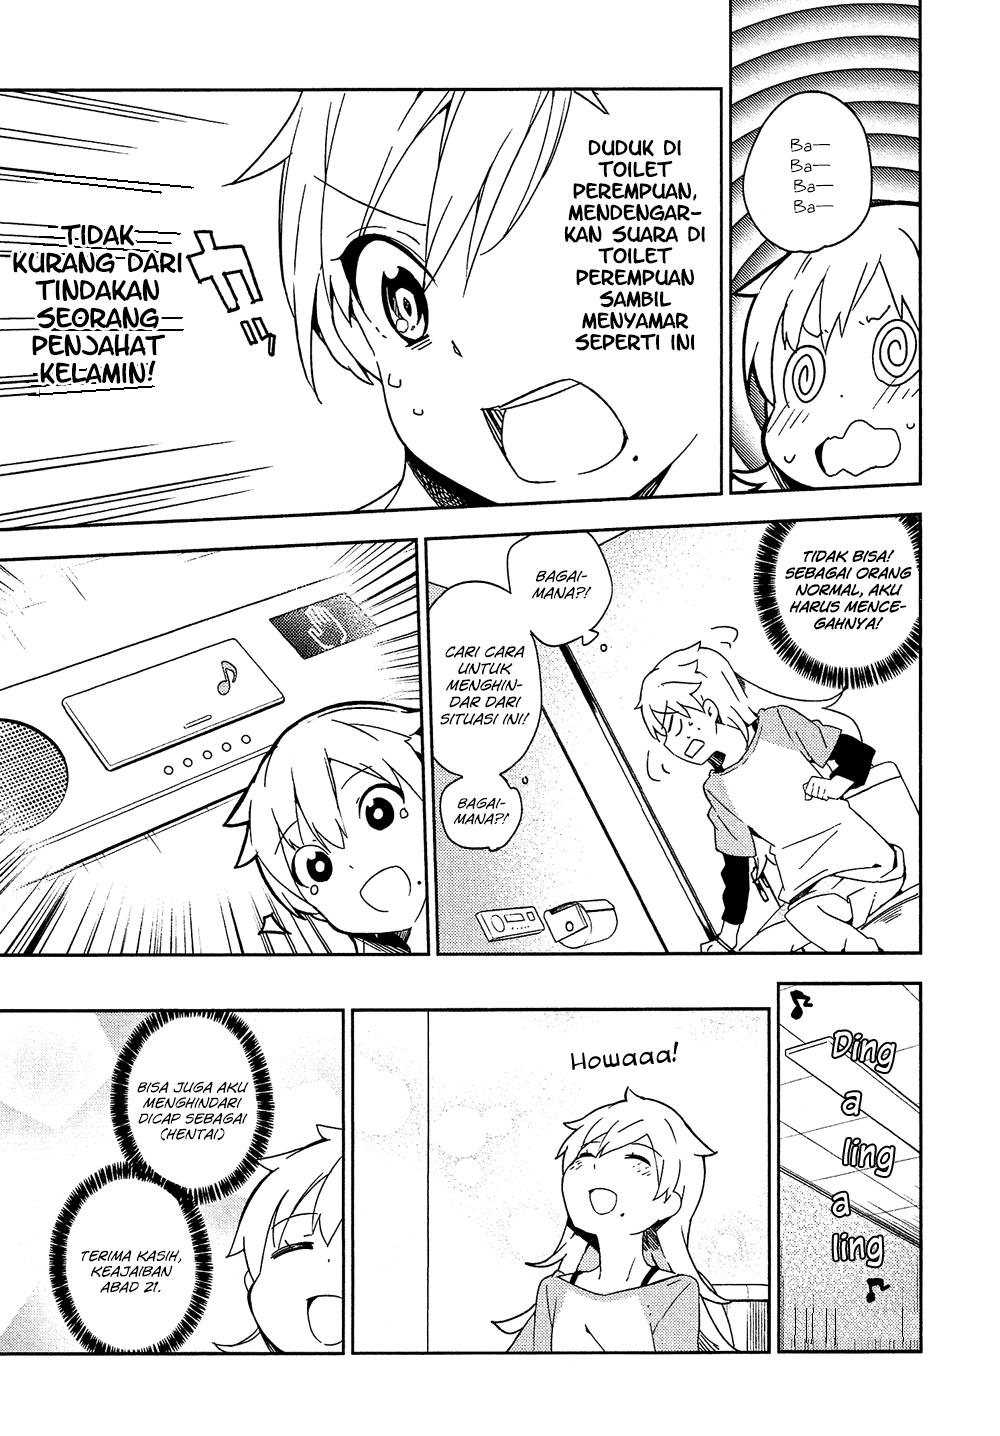 Ba—
Ba—
Ba—
Ba—
DUDUK DI
TOILET
PEREMPUAN,
MENDENGAR-
KAN SUARA DI
TOILET
PEREMPUAN
SAMBIL
MENYAMAR
SEPERTI INI
カッ
TIDAK
KURANG DARI
TINDAKAN
SEORANG
PENJAHAT
KELAMIN!
TIDAK BISA!
SEBAGAI ORANG
NORMAL, AKU
HARUS MENCE-
GAHNYA!
BAGAI-
MANA?!
CARI CARA
UNTUK
MENGHIN-
DAR DARI
SITUASI INI!
BAGAI-
MANA?!
Ding
a
ling
a
ling
Howaaa!
BISA JUGA AKU
MENGHINDARI
DICAP SEBAGAI
(HENTAI)
TERIMA KASIH,
KEAJAIBAN
ABAD 21.